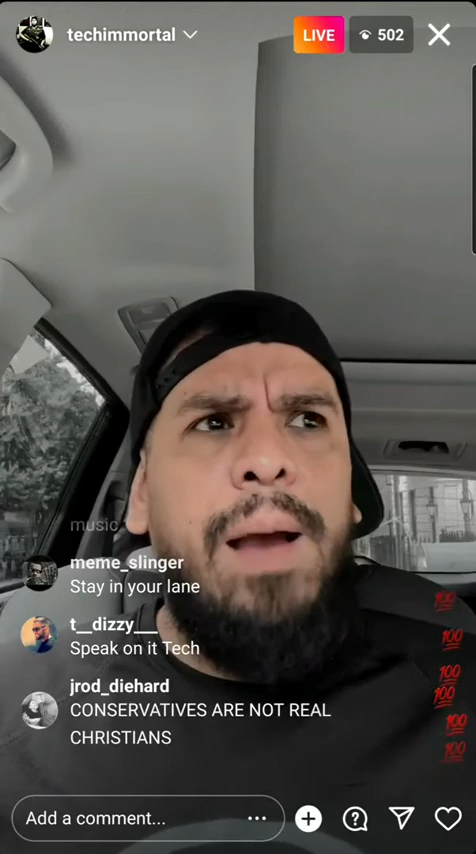 techimmortal
LIVE
502
music
meme_slinger
Stay in your lane
t__dizzy___
Speak on it Tech
jrod_diehard
CONSERVATIVES ARE NOT REAL
CHRISTIANS
💯
💯
💯
💯
💯
💯
Add a comment...